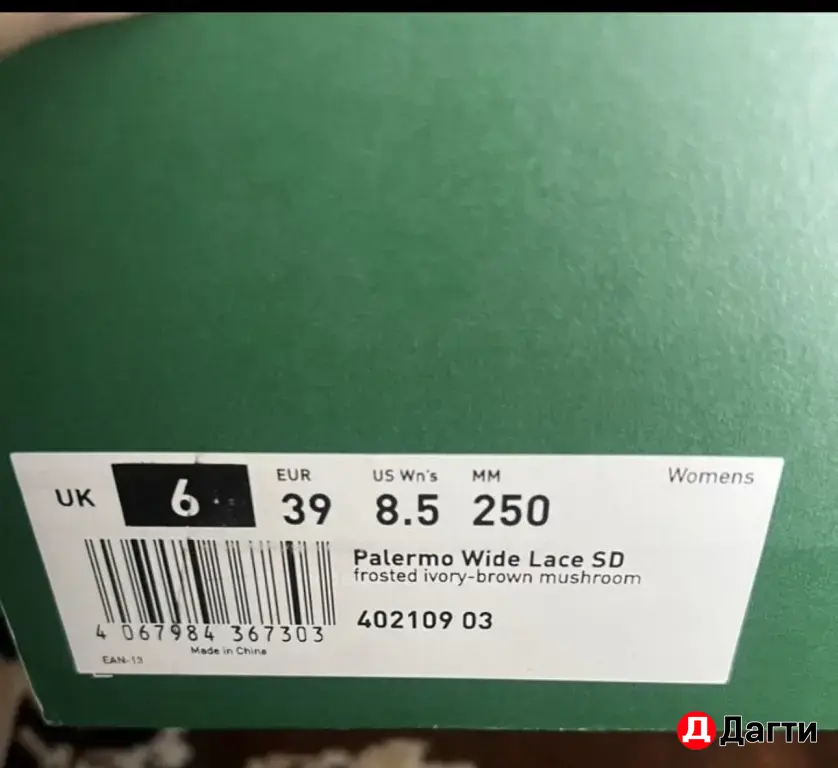 UK 6
EUR 39
US Wn's 8.5
MM 250
Womens
Palermo Wide Lace SD
frosted ivory-brown mushroom
402109 03
4 067984 367303
Made in China
EAN-13
Д Дагти